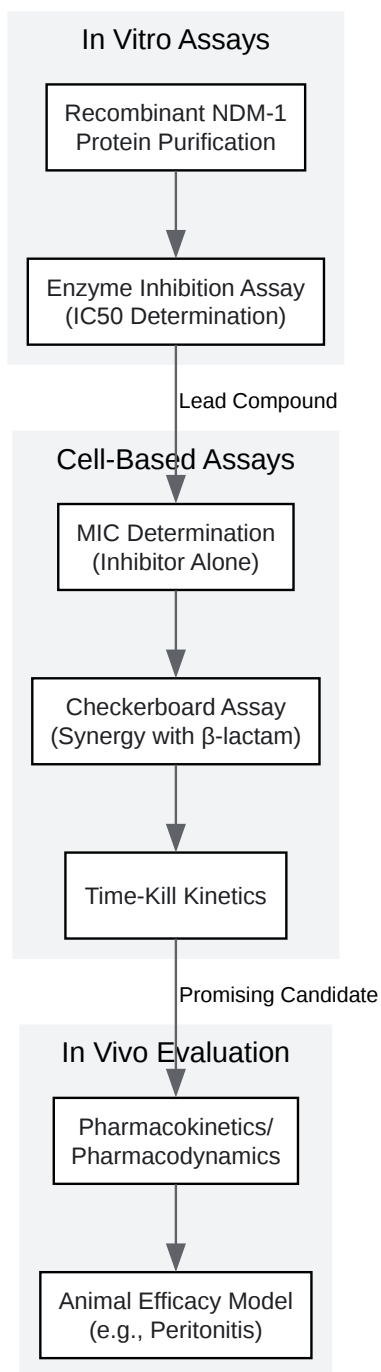 In Vitro Assays
Recombinant NDM-1
Protein Purification
Enzyme Inhibition Assay
(IC50 Determination)
Lead Compound
Cell-Based Assays
MIC Determination
(Inhibitor Alone)
Checkerboard Assay
(Synergy with β-lactam)
Time-Kill Kinetics
Promising Candidate
In Vivo Evaluation
Pharmacokinetics/
Pharmacodynamics
Animal Efficacy Model
(e.g., Peritonitis)